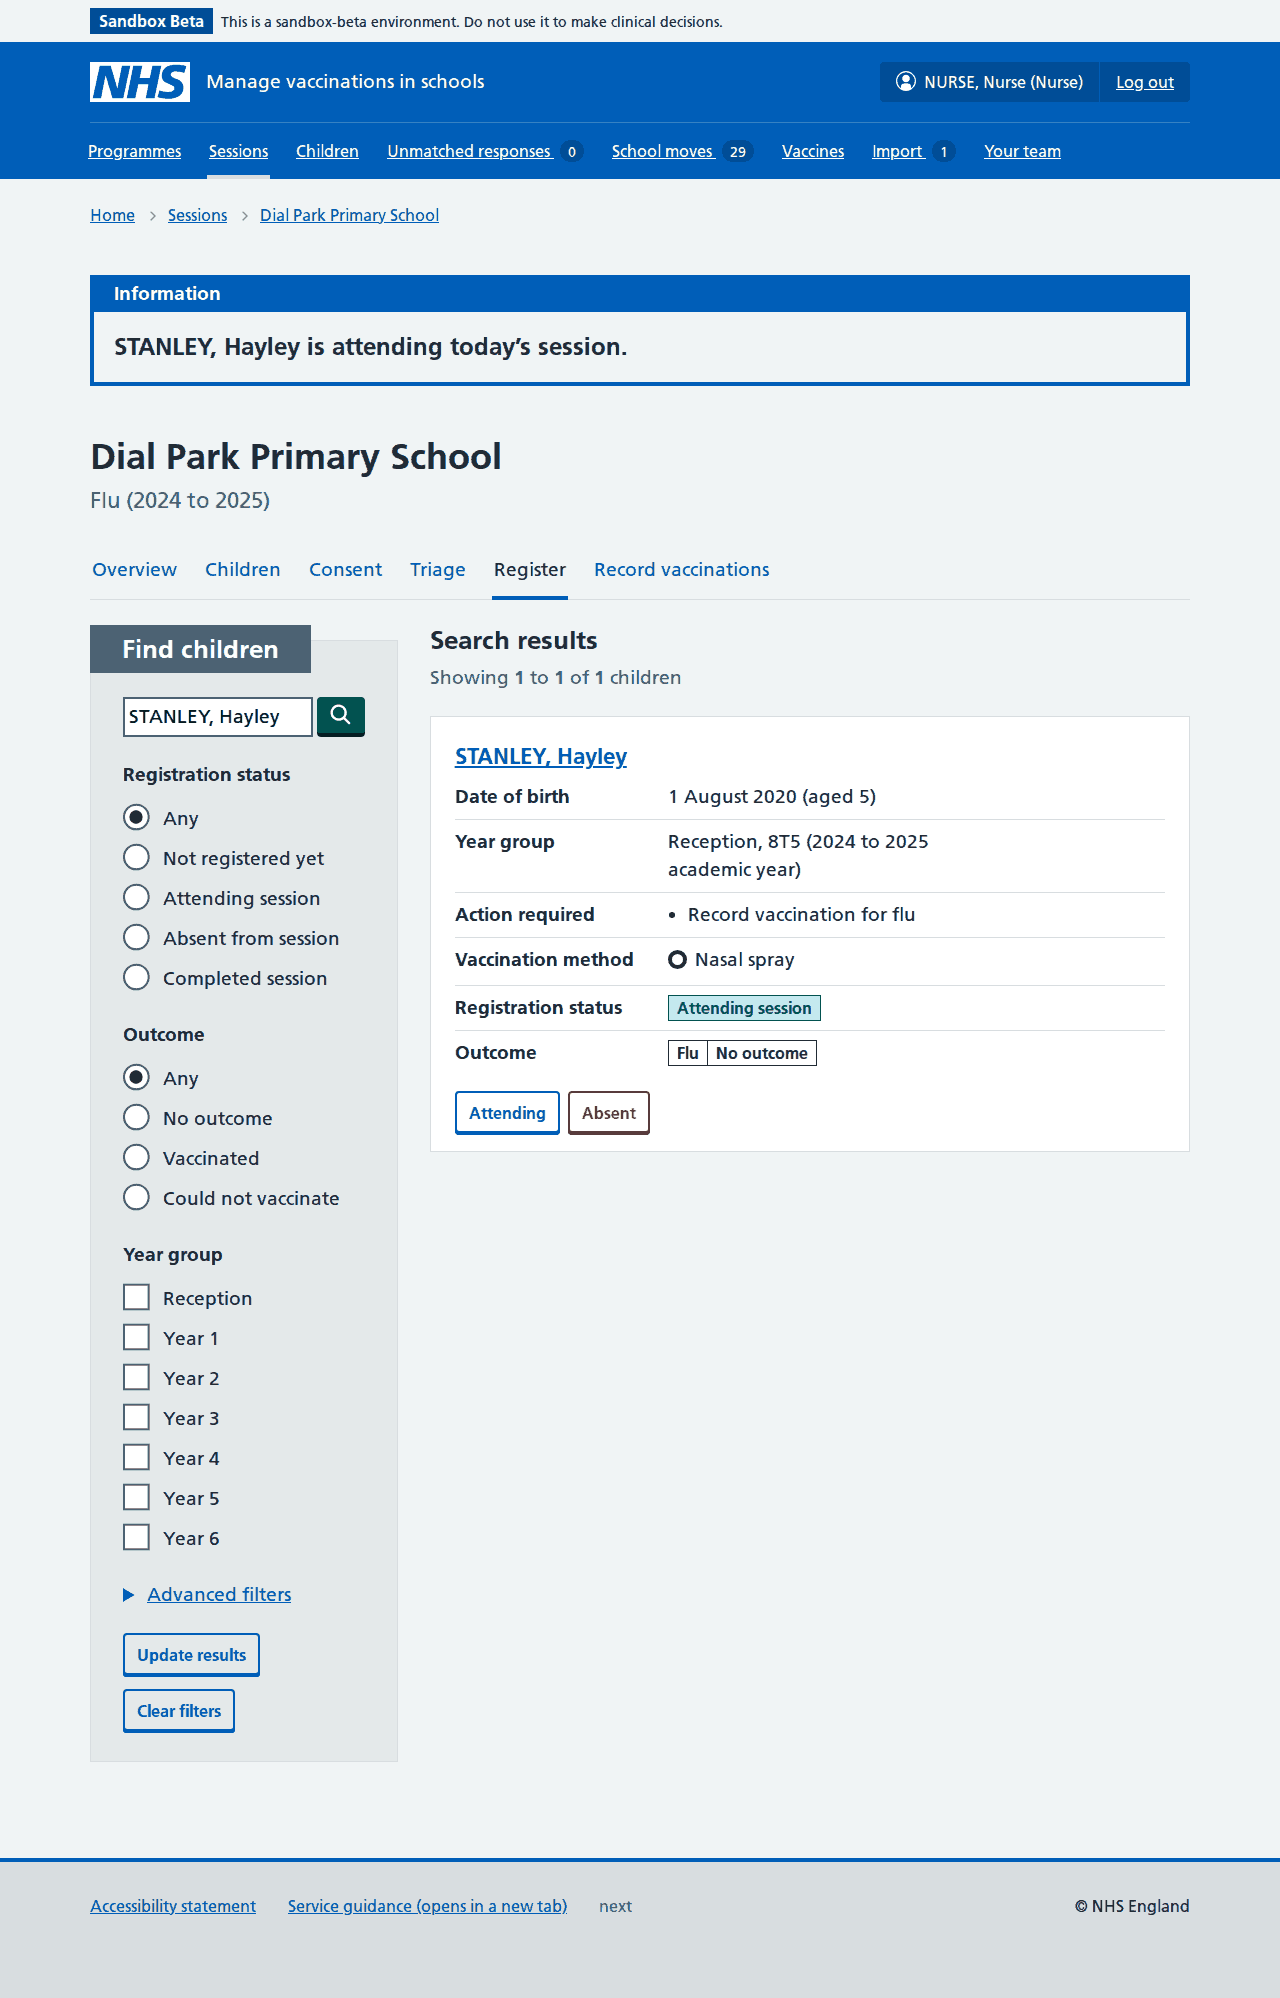 Sandbox Beta This is a sandbox-beta environment. Do not use it to make clinical decisions.
NHS Manage vaccinations in schools NURSE, Nurse (Nurse) Log out
Programmes Sessions Children Unmatched responses 0 School moves 29 Vaccines Import 1 Your team
Home Sessions Dial Park Primary School
Information
STANLEY, Hayley is attending today’s session.
Dial Park Primary School
Flu (2024 to 2025)
Overview Children Consent Triage Register Record vaccinations
Find children
STANLEY, Hayley
Registration status
Any
Not registered yet
Attending session
Absent from session
Completed session
Outcome
Any
No outcome
Vaccinated
Could not vaccinate
Year group
Reception
Year 1
Year 2
Year 3
Year 4
Year 5
Year 6
Advanced filters
Update results
Clear filters
Search results
Showing 1 to 1 of 1 children
STANLEY, Hayley
Date of birth 1 August 2020 (aged 5)
Year group Reception, 8T5 (2024 to 2025
academic year)
Action required • Record vaccination for flu
Vaccination method Nasal spray
Registration status Attending session
Outcome Flu No outcome
Attending Absent
Accessibility statement Service guidance (opens in a new tab) next © NHS England